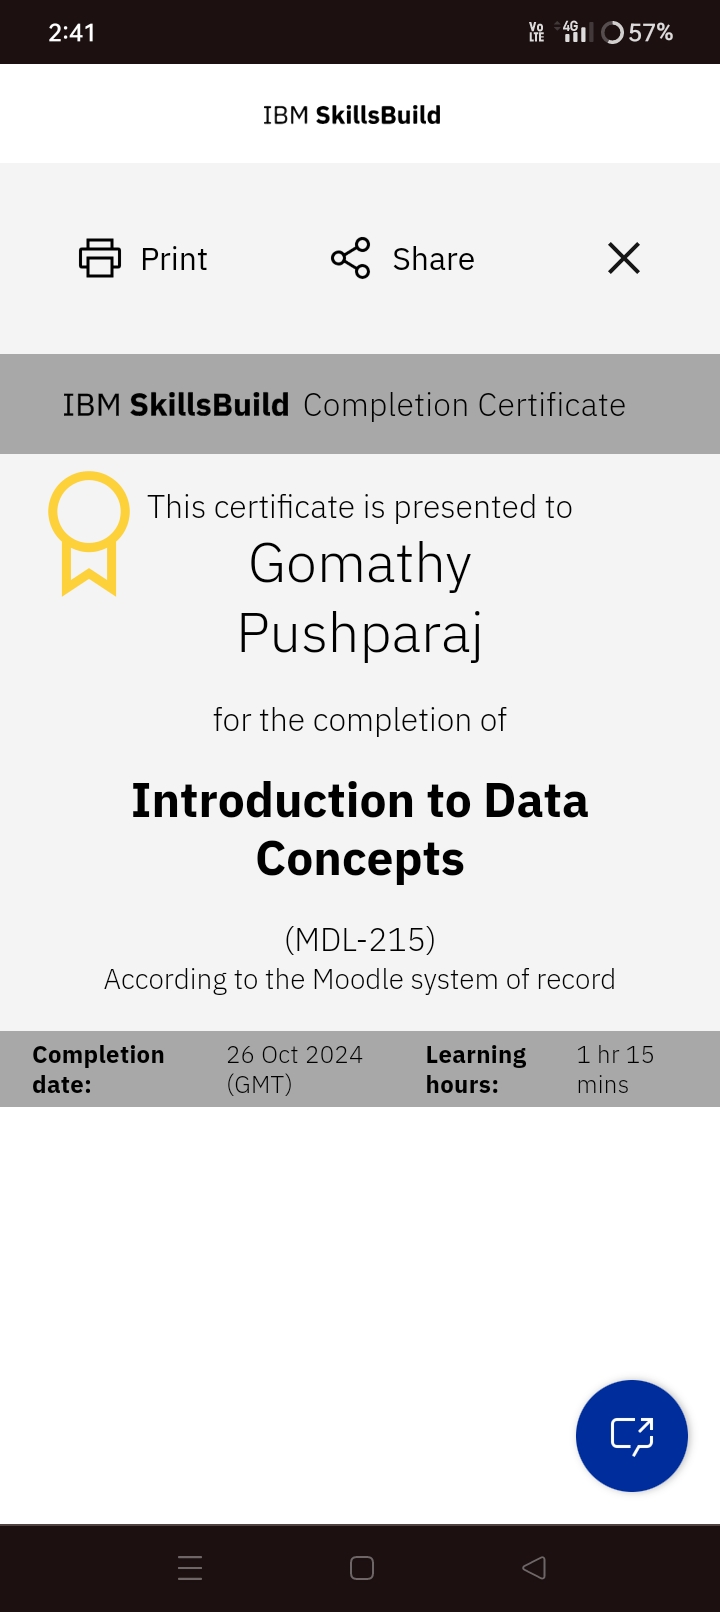 2:41 Vo LTE 4G 57%
IBM SkillsBuild
Print Share
IBM SkillsBuild Completion Certificate
This certificate is presented to
Gomathy
Pushparaj
for the completion of
Introduction to Data
Concepts
(MDL-215)
According to the Moodle system of record
Completion date: 26 Oct 2024 (GMT) Learning hours: 1 hr 15 mins